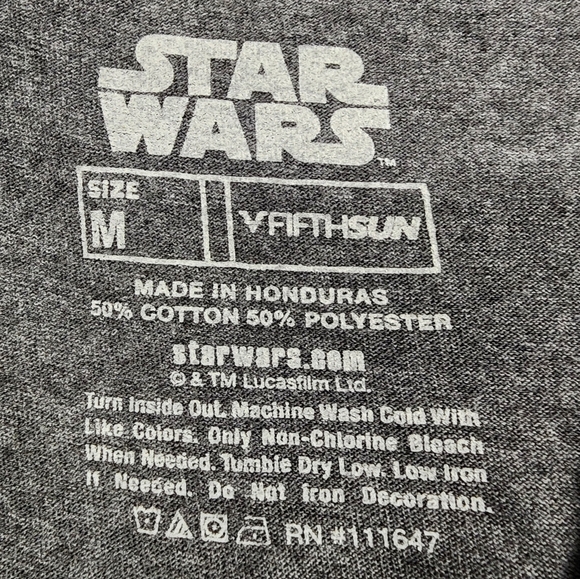 STAR
WARS™
SIZE
M
FIFTHSUN
MADE IN HONDURAS
50% COTTON 50% POLYESTER
starwars.com
© & TM Lucasfilm Ltd.
Turn Inside Out. Machine Wash Cold With
Like Colors. Only Non-Chlorine Bleach
When Needed. Tumble Dry Low. Low Iron
If Needed. Do Not Iron Decoration.
RN #111647